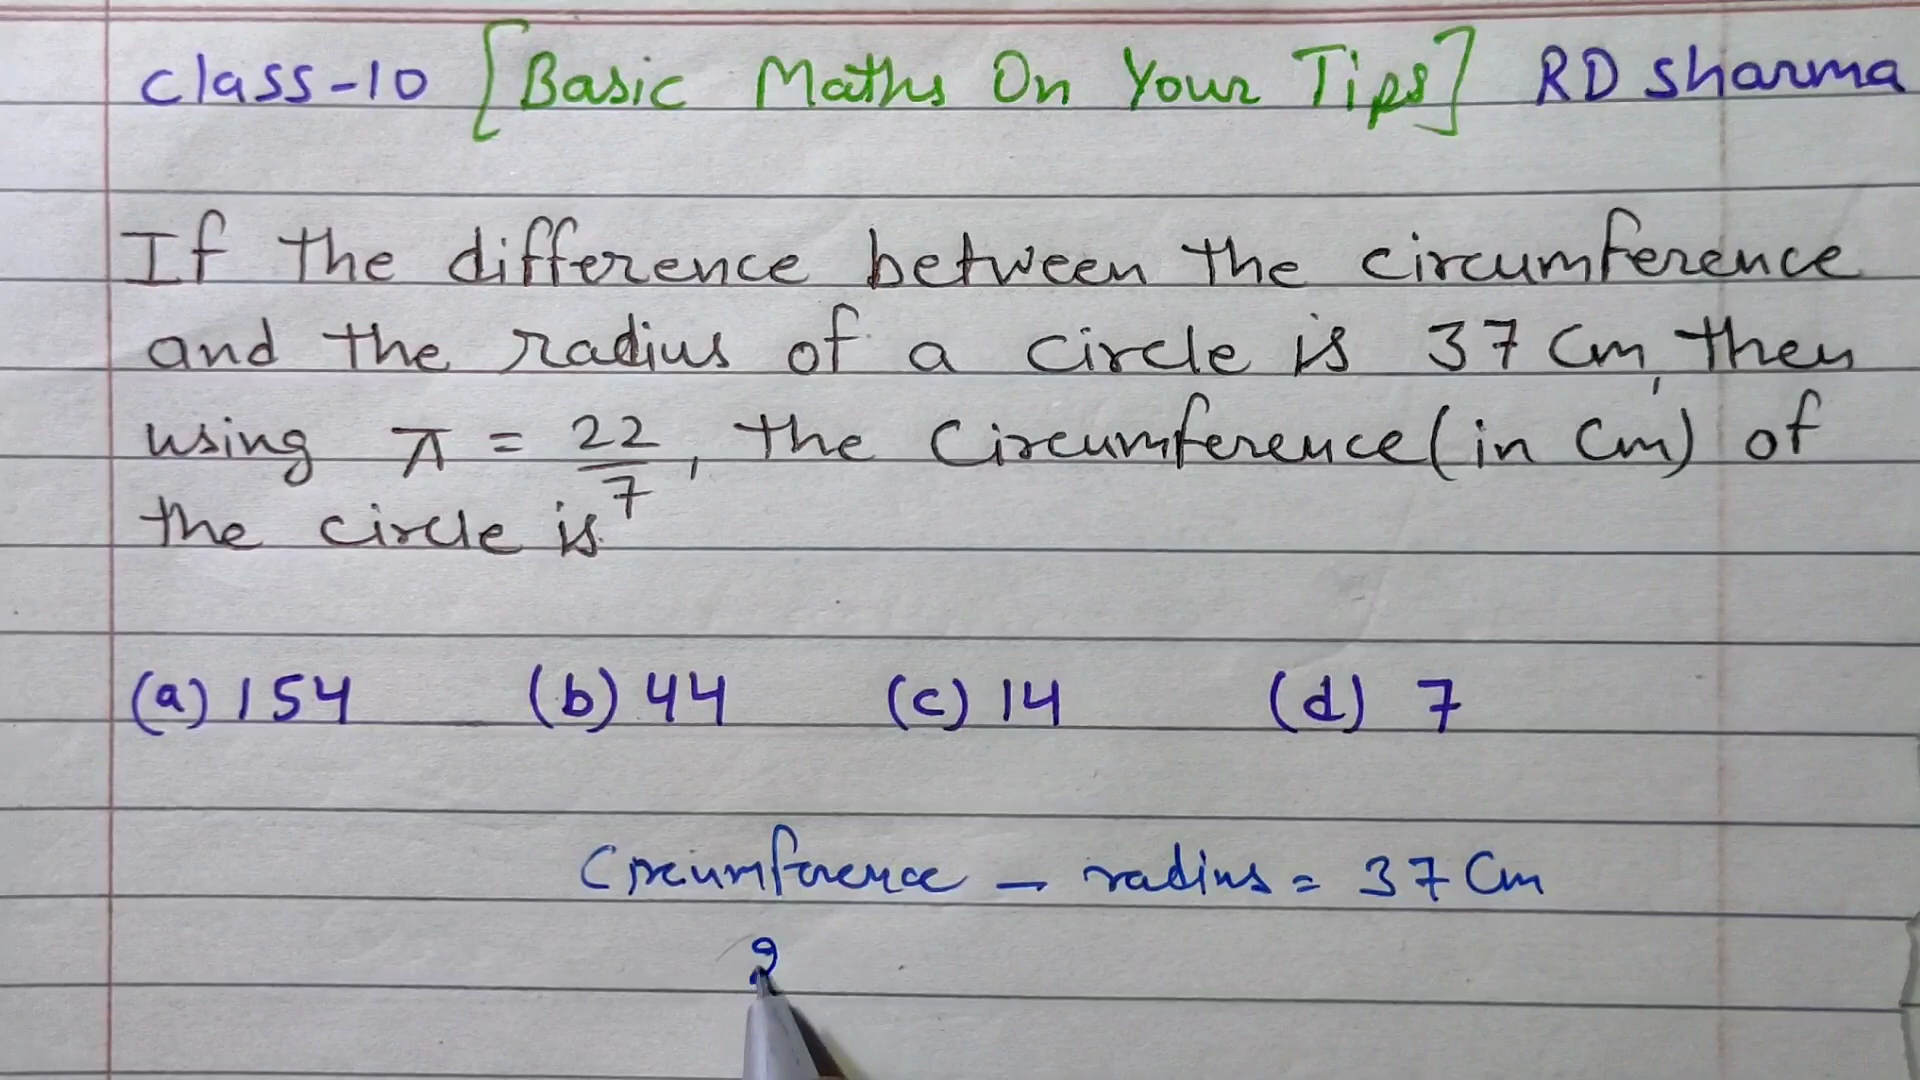 Class-10 [Basic Maths On Your Tips] RD Sharma
If the difference between the circumference
and the radius of a circle is 37 cm, then
using π = 22/7, the Circumference (in cm) of
the circle is.
(a) 154 (b) 44 (c) 14 (d) 7
Circumference - radius = 37 cm
2